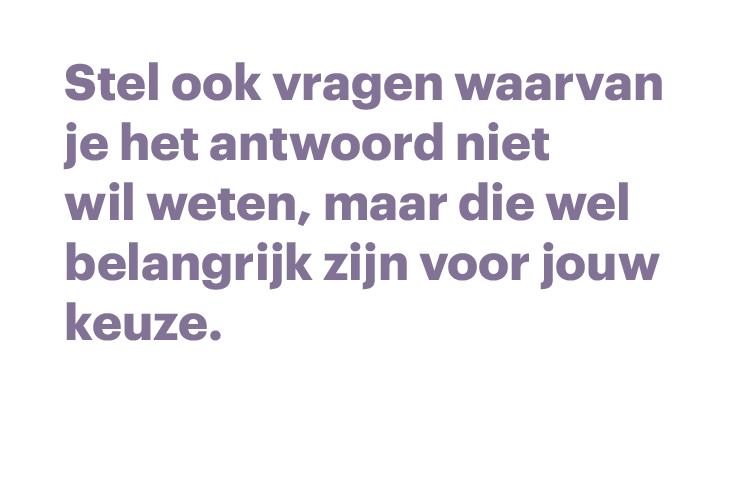 Stel ook vragen waarvan
je het antwoord niet
wil weten, maar die wel
belangrijk zijn voor jouw
keuze.